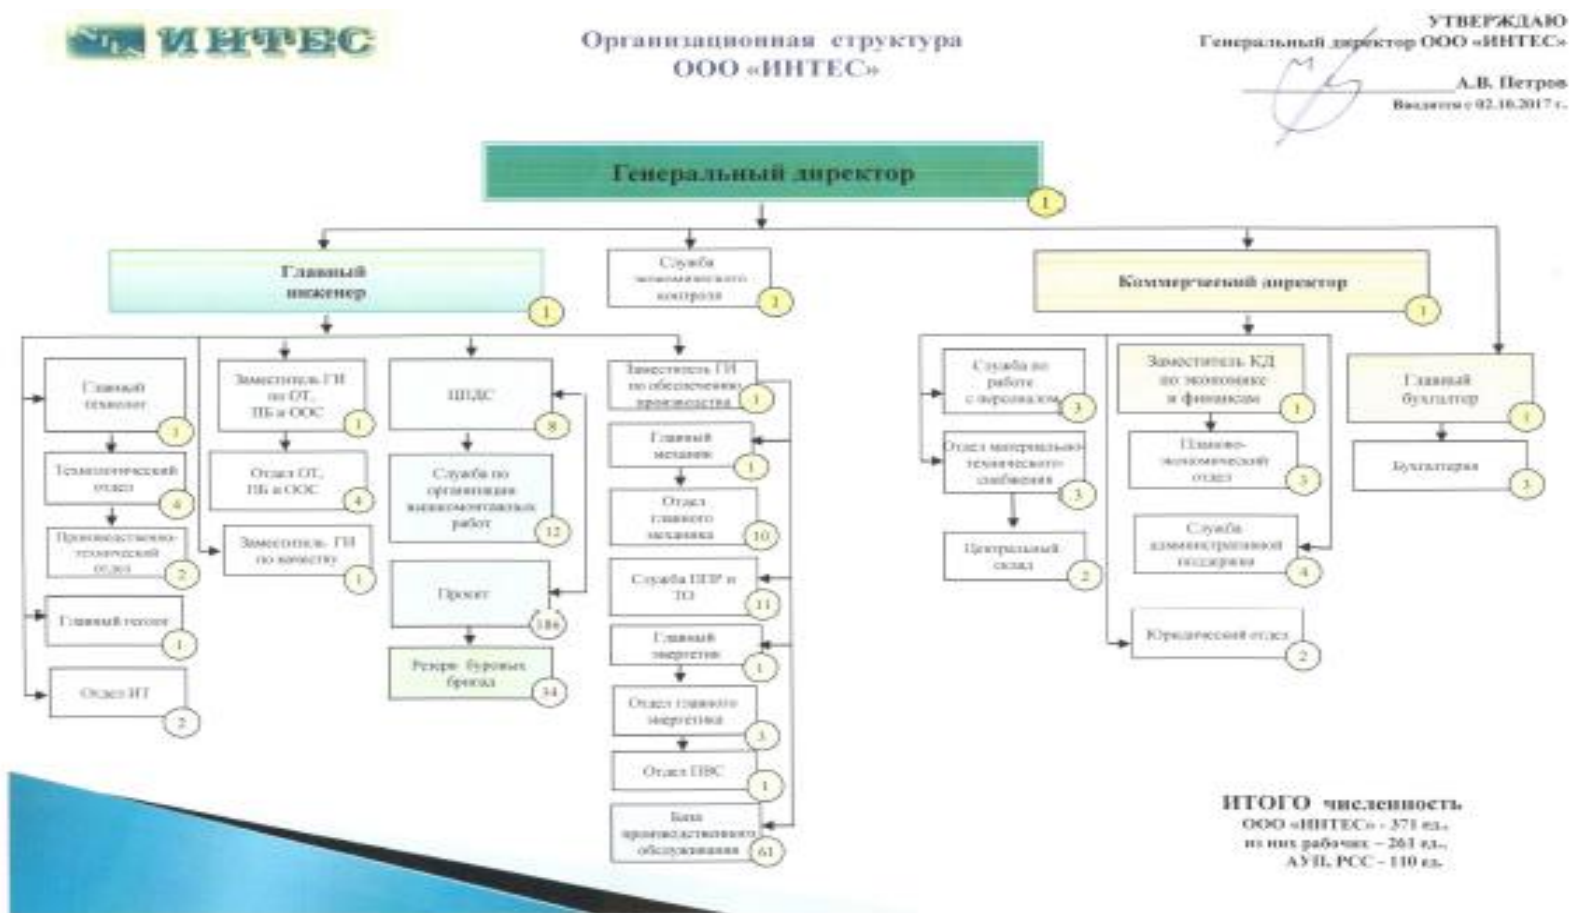 ИНТЕС
Организационная структура
ООО «ИНТЕС»
УТВЕРЖДАЮ
Генеральный директор ООО «ИНТЕС»
А.В. Петров
Вводится с 02.10.2017 г.
Генеральный директор
1
Главный
инженер
1
Служба
экономического
контроля
Коммерческий директор
1
Главный
технолог
1
Технологический
отдел
4
Производственно-
технический
отдел
2
Главный геолог
1
Отдел ИТ
2
Заместитель ГИ
по ОТ,
ПБ и ООС
1
Отдел ОТ,
ПБ и ООС
4
Заместитель ГИ
по качеству
1
ЦПДС
8
Служба по
организации
вышкомонтажных
работ
12
Проект
186
Резерв буровых
бригад
34
Заместитель ГИ
по обеспечению
производства
1
Главный
механик
1
Отдел
главного
механика
10
Служба ППР и
ТО
11
Главный
энергетик
1
Отдел главного
энергетика
3
Отдел ПВС
1
База
производственного
обслуживания
61
Служба по
работе
с персоналом
3
Отдел материально-
технического
снабжения
3
Центральный
склад
2
Заместитель КД
по экономике
и финансам
1
Планово-
экономический
отдел
3
Служба
административной
поддержки
4
Юридический отдел
2
Главный
бухгалтер
1
Бухгалтерия
3
ИТОГО численность
ООО «ИНТЕС» - 371 ед.,
из них рабочих – 261 ед.,
АУП, РСС - 110 ед.